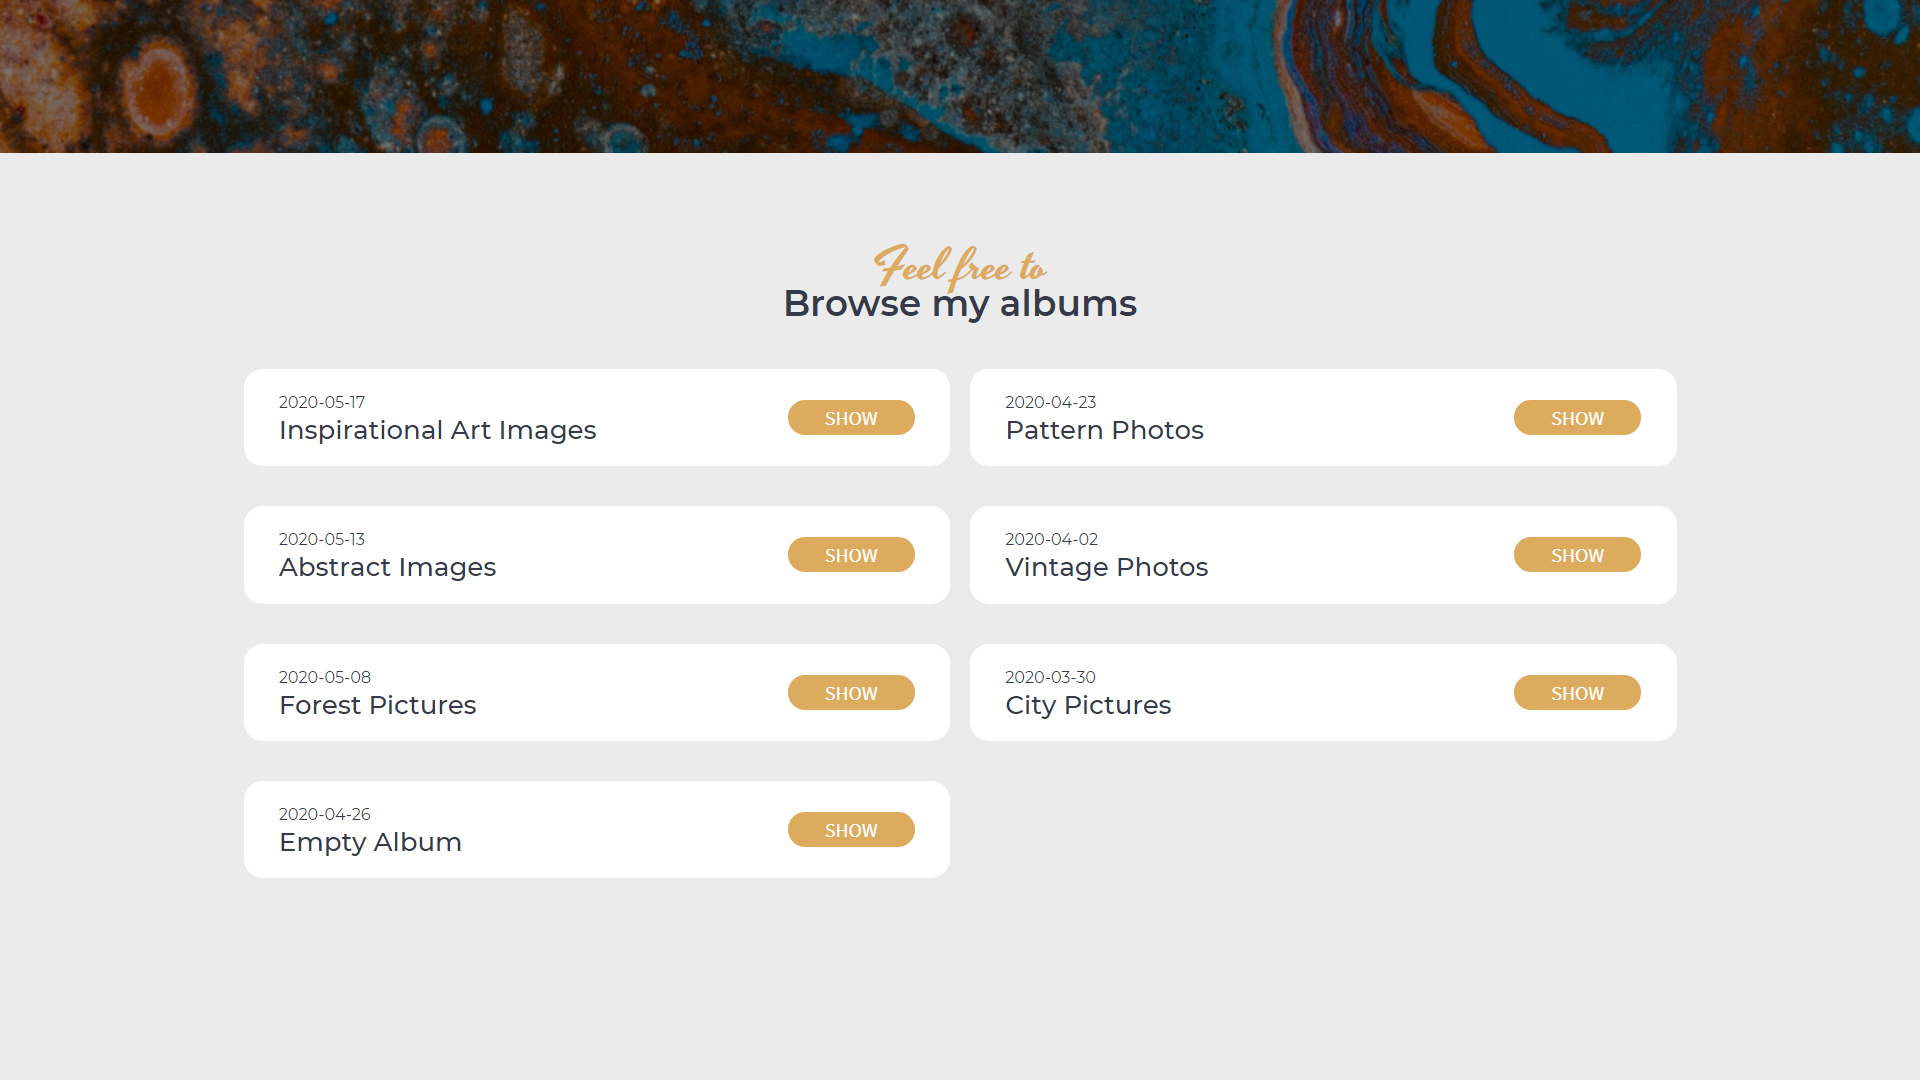 Feel free to
Browse my albums
2020-05-17
Inspirational Art Images
SHOW
2020-04-23
Pattern Photos
SHOW
2020-05-13
Abstract Images
SHOW
2020-04-02
Vintage Photos
SHOW
2020-05-08
Forest Pictures
SHOW
2020-03-30
City Pictures
SHOW
2020-04-26
Empty Album
SHOW